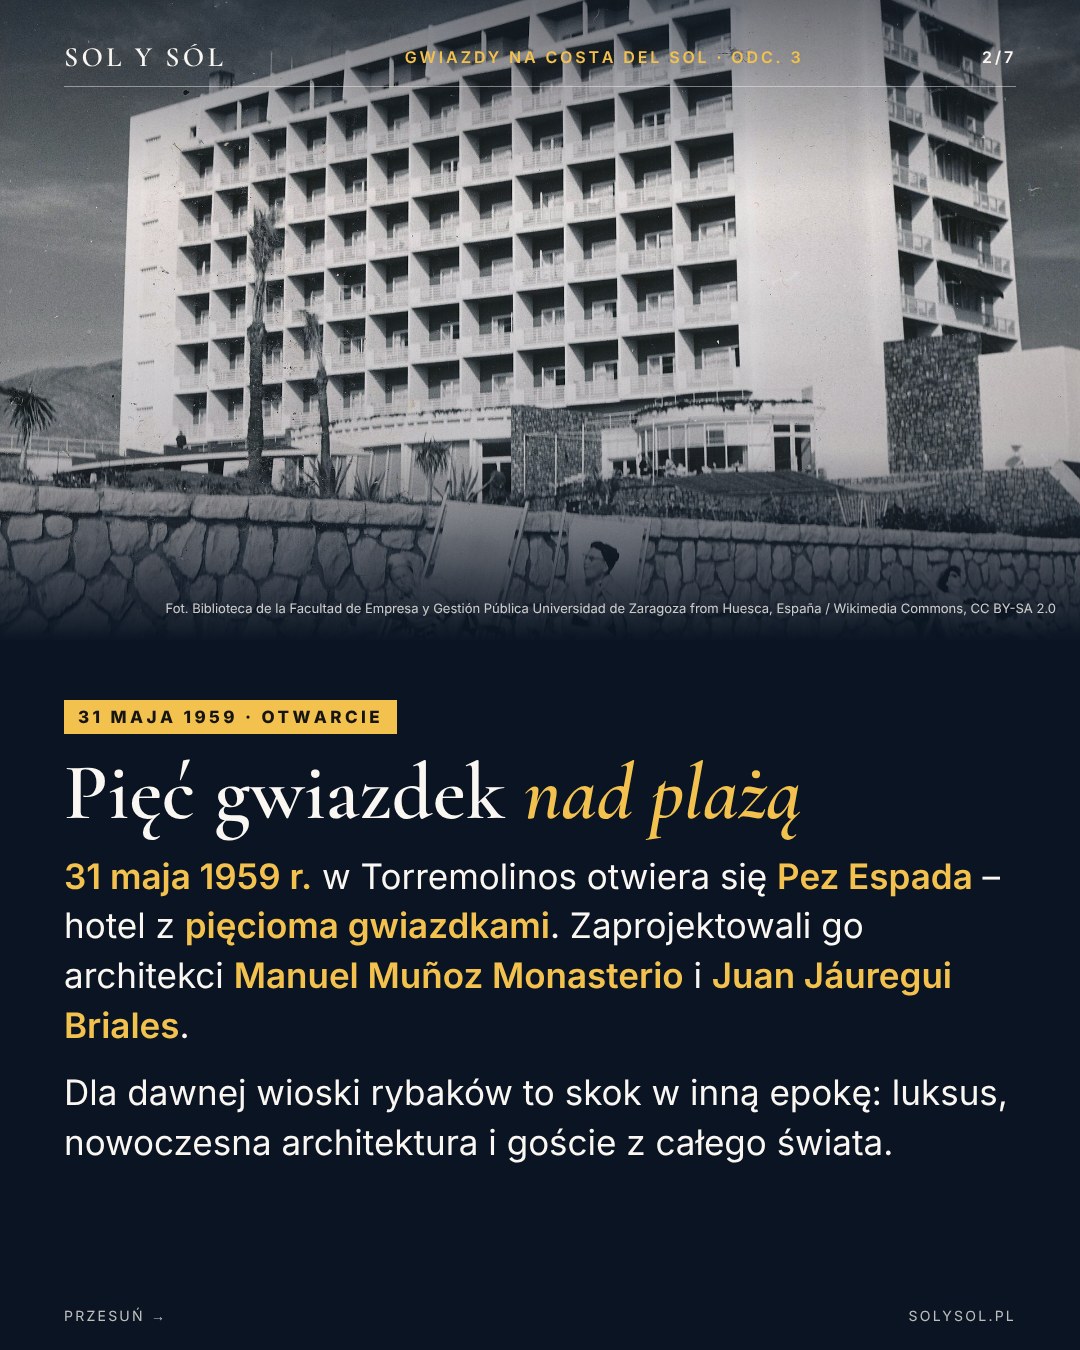 SOL Y SÓL
GWIAZDY NA COSTA DEL SOL · ODC. 3
2/7
Fot. Biblioteca de la Facultad de Empresa y Gestión Pública Universidad de Zaragoza from Huesca, España / Wikimedia Commons, CC BY-SA 2.0
31 MAJA 1959 · OTWARCIE
Pięć gwiazdek nad plażą
31 maja 1959 r. w Torremolinos otwiera się Pez Espada –
hotel z pięcioma gwiazdkami. Zaprojektowali go
architekci Manuel Muñoz Monasterio i Juan Jáuregui
Briales.
Dla dawnej wioski rybaków to skok w inną epokę: luksus,
nowoczesna architektura i goście z całego świata.
PRZESUŃ →
SOLYSOL.PL